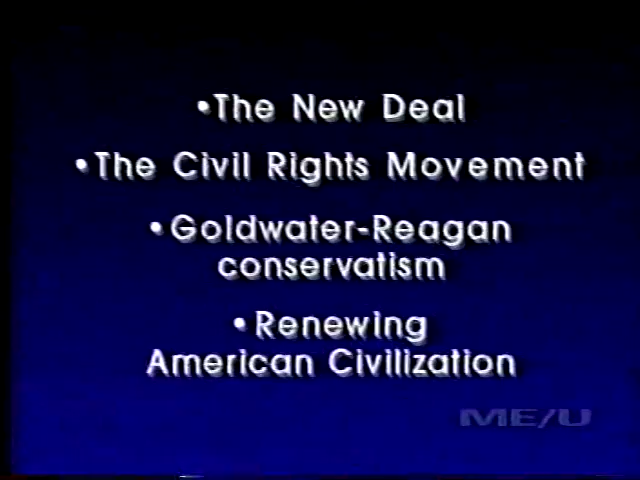 •The New Deal
•The Civil Rights Movement
•Goldwater-Reagan
conservatism
•Renewing
American Civilization
ME/U